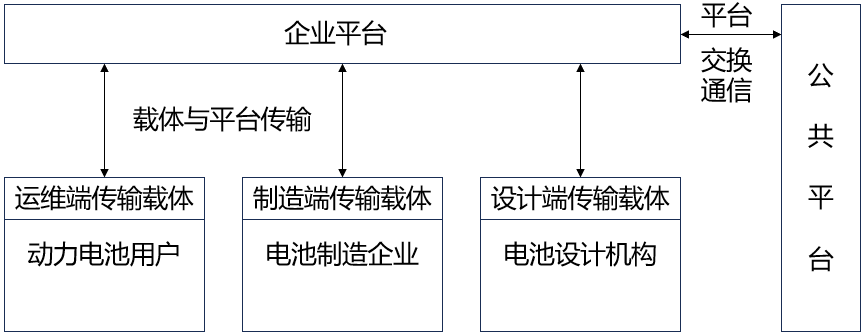 企业平台
平台
交换
通信
公
共
平
台
载体与平台传输
运维端传输载体
动力电池用户
制造端传输载体
电池制造企业
设计端传输载体
电池设计机构